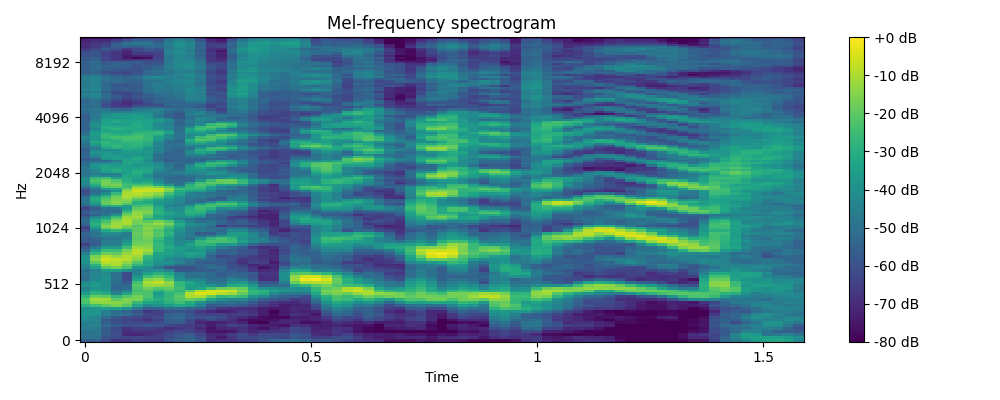 Mel-frequency spectrogram
Hz
8192
4096
2048
1024
512
0
0
0.5
1
1.5
Time
+0 dB
-10 dB
-20 dB
-30 dB
-40 dB
-50 dB
-60 dB
-70 dB
-80 dB